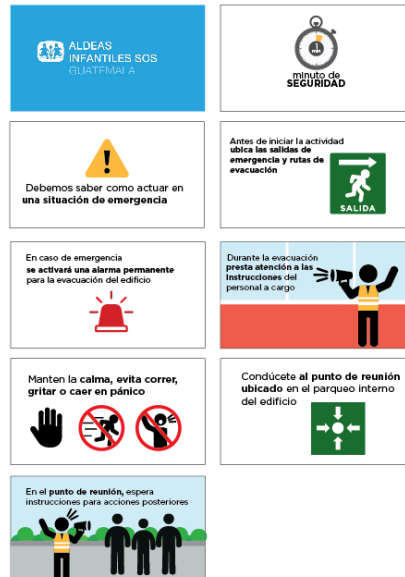 ALDEAS
INFANTILES SOS
GUATEMALA
1
min
minuto de
SEGURIDAD
Debemos saber como actuar en
una situación de emergencia
Antes de iniciar la actividad
ubica las salidas de
emergencia y rutas de
evacuación
SALIDA
En caso de emergencia
se activará una alarma permanente
para la evacuación del edificio
Durante la evacuación
presta atención a las
instrucciones del
personal a cargo
Manten la calma, evita correr,
gritar o caer en pánico
Condúcete al punto de reunión
ubicado en el parqueo interno
del edificio
En el punto de reunión, espera
instrucciones para acciones posteriores